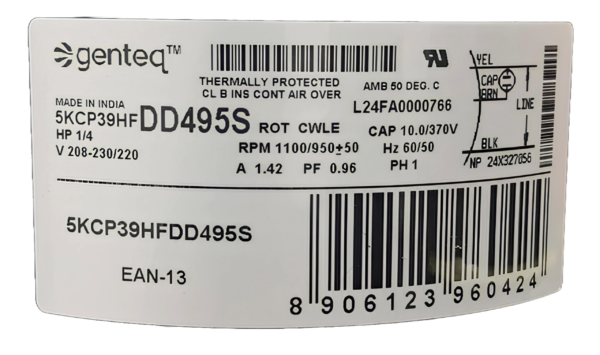 genteq™
THERMALLY PROTECTED
CL B INS CONT AIR OVER
AMB 50 DEG. C
MADE IN INDIA
L24FA0000766
5KCP39HFDD495S ROT CWLE CAP 10.0/370V
HP 1/4 RPM 1100/950±50 Hz 60/50
V 208-230/220 A 1.42 PF 0.96 PH 1
YEL
CAP
BRN
LINE
BLK
NP 24X327056
5KCP39HFDD495S
EAN-13
8 906123 960424